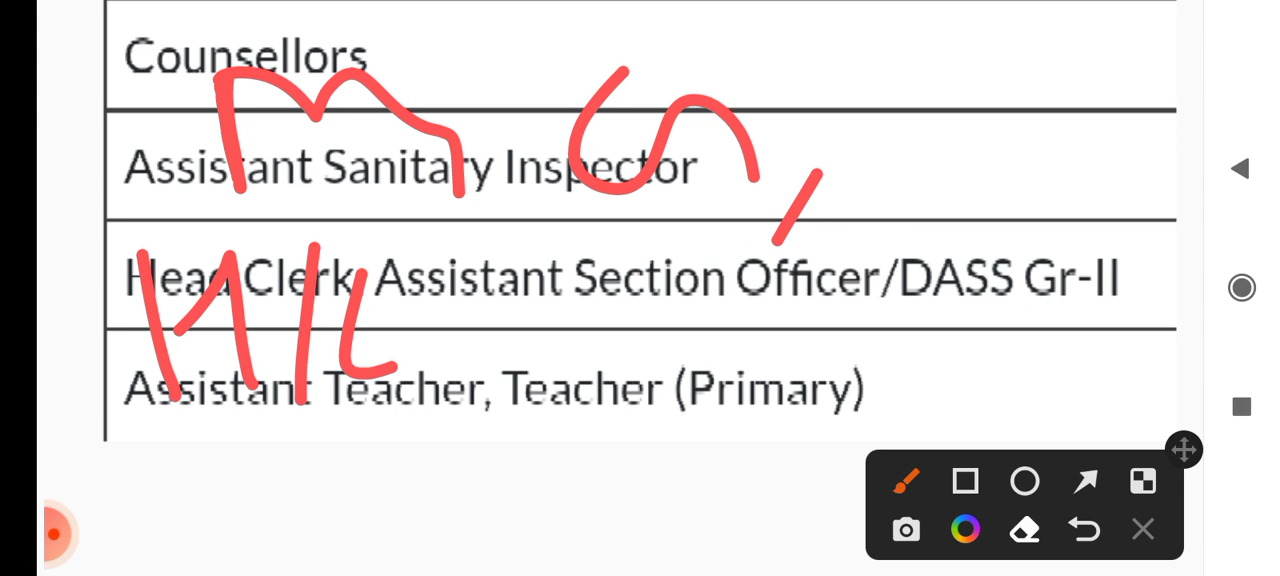 Counsellors
Assistant Sanitary Inspector
Head Clerk, Assistant Section Officer/DASS Gr-II
Assistant Teacher, Teacher (Primary)